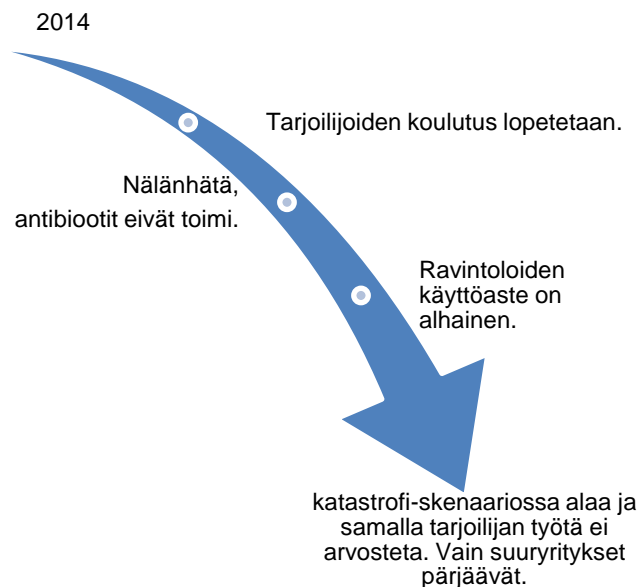 2014
Tarjoilijoiden koulutus lopetetaan.
Nälänhätä,
antibiootit eivät toimi.
Ravintoloiden
käyttöaste on
alhainen.
katastrofi-skenaariossa alaa ja
samalla tarjoilijan työtä ei
arvosteta. Vain suuryritykset
pärjäävät.